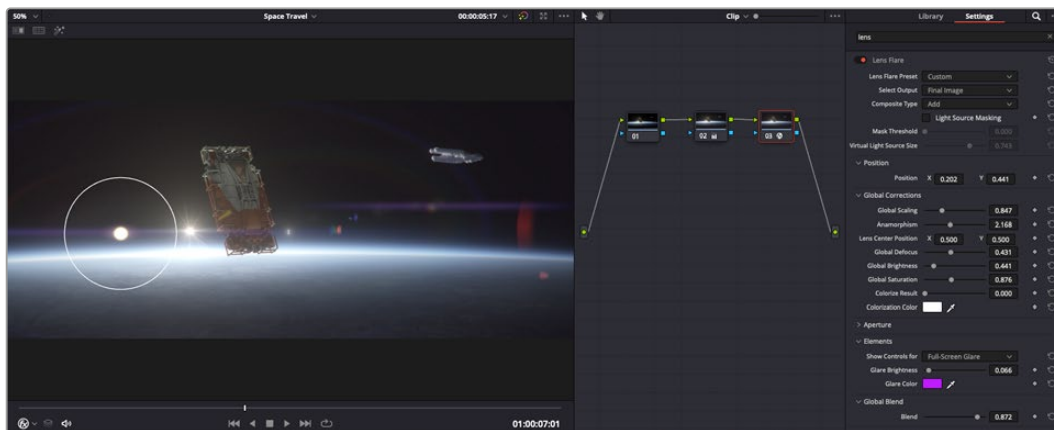 50% Space Travel 00:00:05:17 Clip Library Settings
lens
Lens Flare
Lens Flare Preset Custom
Select Output Final Image
Composite Type Add
Light Source Masking
Mask Threshold 0.000
Virtual Light Source Size 0.743
Position
Position X 0.202 Y 0.441
Global Corrections
Global Scaling 0.847
Anamorphism 2.168
Lens Center Position X 0.500 Y 0.500
Global Defocus 0.431
Global Brightness 0.441
Global Saturation 0.876
Colorize Result 0.000
Colorization Color
Aperture
Elements
Show Controls for Full-Screen Glare
Glare Brightness 0.066
Glare Color
Global Blend
Blend 0.872
01 02 03
01:00:07:01